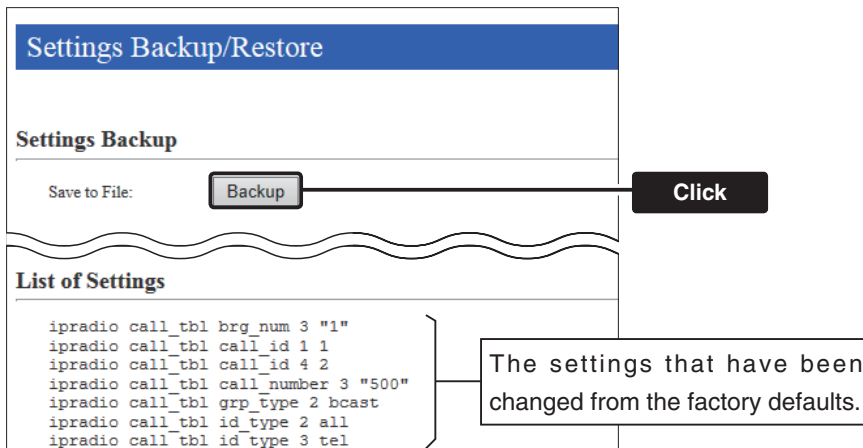 Settings Backup/Restore
Settings Backup
Save to File: Backup
Click
List of Settings
ipradio call_tbl brg_num 3 "1"
ipradio call_tbl call_id 1 1
ipradio call_tbl call_id 4 2
ipradio call_tbl call_number 3 "500"
ipradio call_tbl grp_type 2 bcast
ipradio call_tbl id_type 2 all
ipradio call_tbl id_type 3 tel
The settings that have been
changed from the factory defaults.